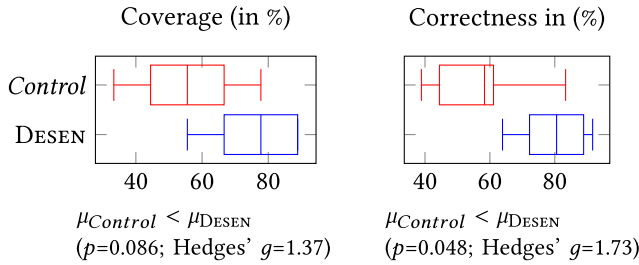 Coverage (in %)
Correctness in (%)
Control
DESEN
40 60 80
40 60 80
μControl < μDESEN
(p=0.086; Hedges’ g=1.37)
μControl < μDESEN
(p=0.048; Hedges’ g=1.73)